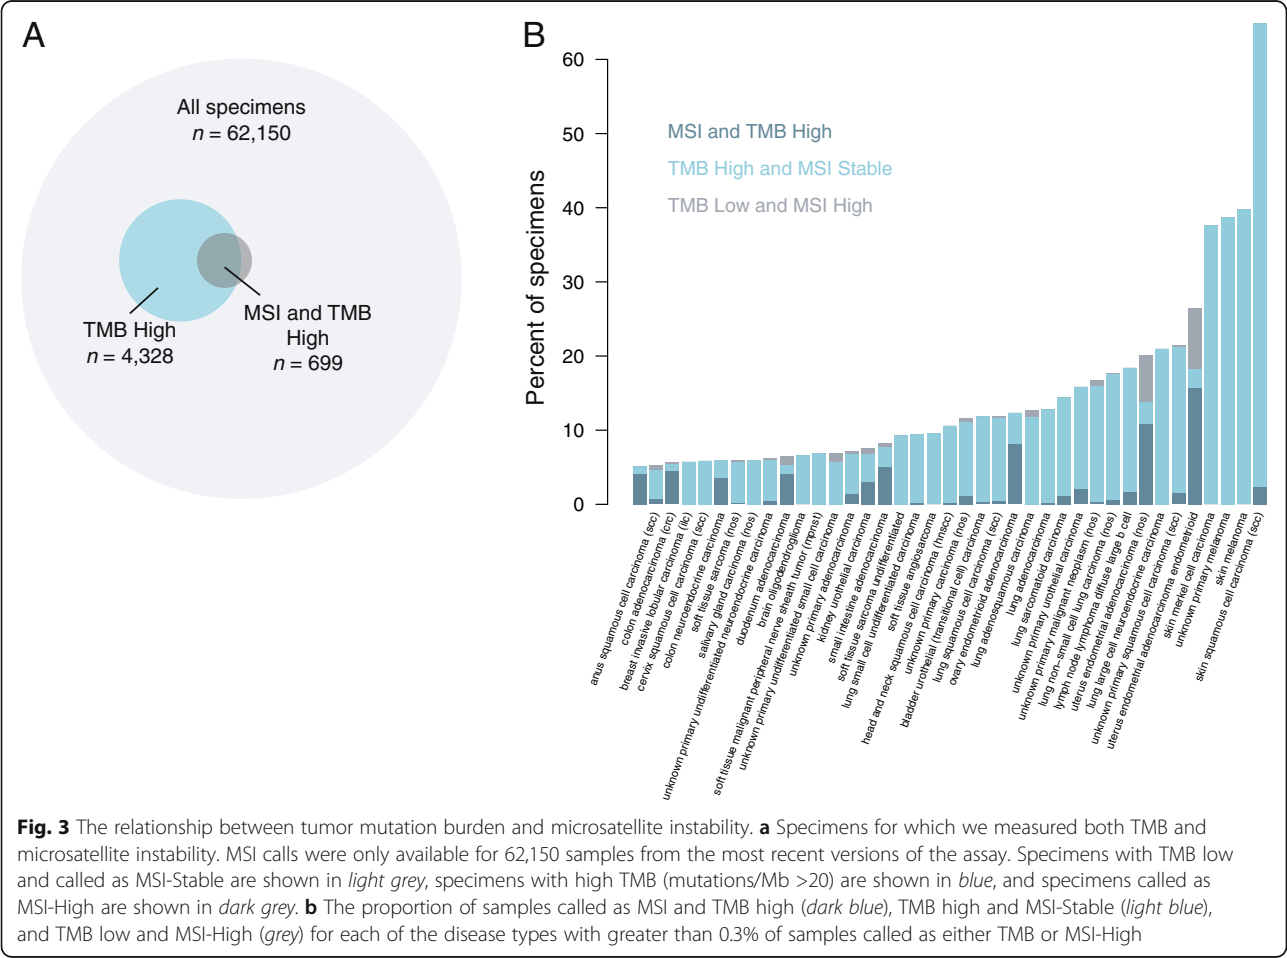 A
All specimens
n = 62,150
TMB High
n = 4,328
MSI and TMB
High
n = 699
B
Percent of specimens
60
50
40
30
20
10
0
MSI and TMB High
TMB High and MSI Stable
TMB Low and MSI High
anus squamous cell carcinoma (scc)
colon adenocarcinoma (crc)
breast invasive lobular carcinoma (ilc)
cervix squamous cell carcinoma (scc)
colon neuroendocrine carcinoma
soft tissue sarcoma (nos)
salivary gland carcinoma (nos)
unknown primary undifferentiated neuroendocrine carcinoma
duodenum adenocarcinoma
brain oligodendroglioma
soft tissue malignant peripheral nerve sheath tumor (mpnst)
unknown primary undifferentiated small cell carcinoma
unknown primary adenocarcinoma
kidney urothelial carcinoma
small intestine adenocarcinoma
soft tissue sarcoma undifferentiated
lung small cell undifferentiated carcinoma
soft tissue angiosarcoma
head and neck squamous cell carcinoma (hnscc)
unknown primary carcinoma (nos)
bladder urothelial (transitional cell) carcinoma
lung squamous cell carcinoma (scc)
ovary endometrioid adenocarcinoma
lung adenosquamous carcinoma
lung adenocarcinoma
lung sarcomatoid carcinoma
unknown primary urothelial carcinoma
unknown primary malignant neoplasm (nos)
lung non-small cell lung carcinoma (nos)
lymph node lymphoma diffuse large b cell
uterus endometrial adenocarcinoma (nos)
lung large cell neuroendocrine carcinoma
unknown primary squamous cell carcinoma (scc)
uterus endometrial adenocarcinoma endometrioid
skin merkel cell carcinoma
unknown primary melanoma
skin melanoma
skin squamous cell carcinoma (scc)
Fig. 3 The relationship between tumor mutation burden and microsatellite instability. a Specimens for which we measured both TMB and
microsatellite instability. MSI calls were only available for 62,150 samples from the most recent versions of the assay. Specimens with TMB low
and called as MSI-Stable are shown in light grey, specimens with high TMB (mutations/Mb >20) are shown in blue, and specimens called as
MSI-High are shown in dark grey. b The proportion of samples called as MSI and TMB high (dark blue), TMB high and MSI-Stable (light blue),
and TMB low and MSI-High (grey) for each of the disease types with greater than 0.3% of samples called as either TMB or MSI-High